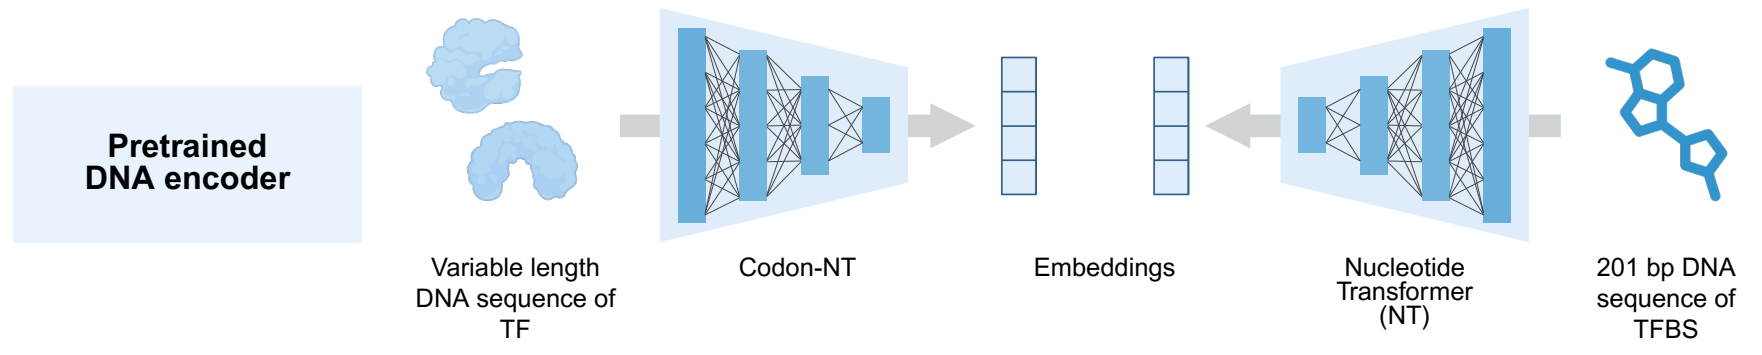 Pretrained
DNA encoder
Variable length
DNA sequence of
TF
Codon-NT
Embeddings
Nucleotide
Transformer
(NT)
201 bp DNA
sequence of
TFBS